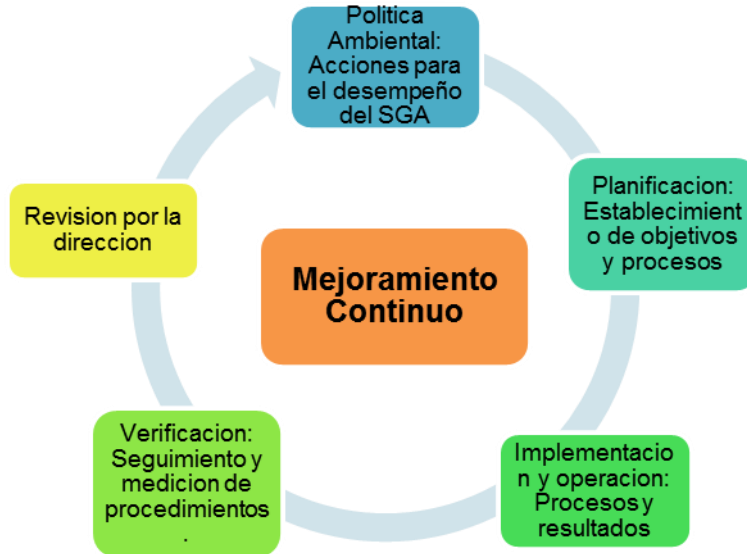 Politica
Ambiental:
Acciones para
el desempeño
del SGA
Planificacion:
Establecimient
o de objetivos
y procesos
Implementacio
n y operacion:
Procesos y
resultados
Verificacion:
Seguimiento y
medicion de
procedimientos
.
Revision por la
direccion
Mejoramiento
Continuo